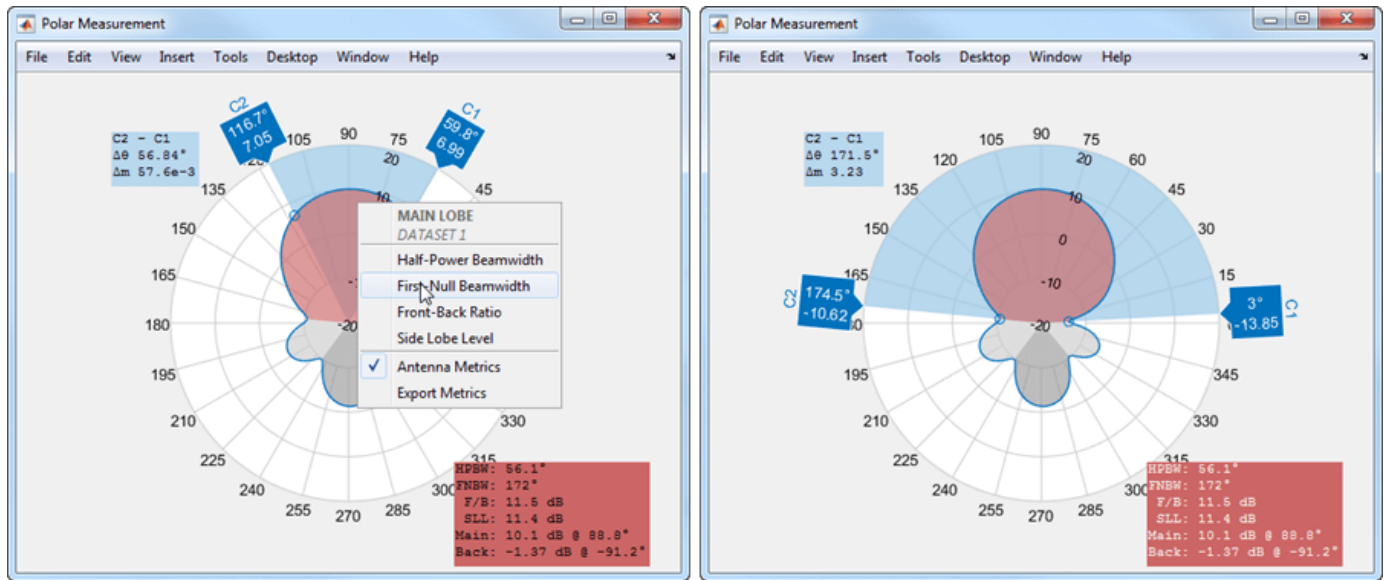 Polar Measurement
File Edit View Insert Tools Desktop Window Help
C2 - C1
Δθ 56.84°
Δm 57.6e-3
C2
116.7°
7.05
C1
59.8°
6.99
105
90
75
20
45
135
10
150
165
180
-20
195
210
225
240
255
270
285
300
315
330
MAIN LOBE
DATASET 1
Half-Power Beamwidth
First-Null Beamwidth
Front-Back Ratio
Side Lobe Level
✓ Antenna Metrics
Export Metrics
HPBW: 56.1°
FNBW: 172°
F/B: 11.5 dB
SLL: 11.4 dB
Main: 10.1 dB @ 88.8°
Back: -1.37 dB @ -91.2°
Polar Measurement
File Edit View Insert Tools Desktop Window Help
C2 - C1
Δθ 171.5°
Δm 3.23
120
105
90
75
20
60
135
45
10
150
30
0
165
15
-10
C2
174.5°
-10.62
C1
3°
-13.85
-20
195
345
210
330
225
315
240
300
255
270
285
HPBW: 56.1°
FNBW: 172°
F/B: 11.5 dB
SLL: 11.4 dB
Main: 10.1 dB @ 88.8°
Back: -1.37 dB @ -91.2°